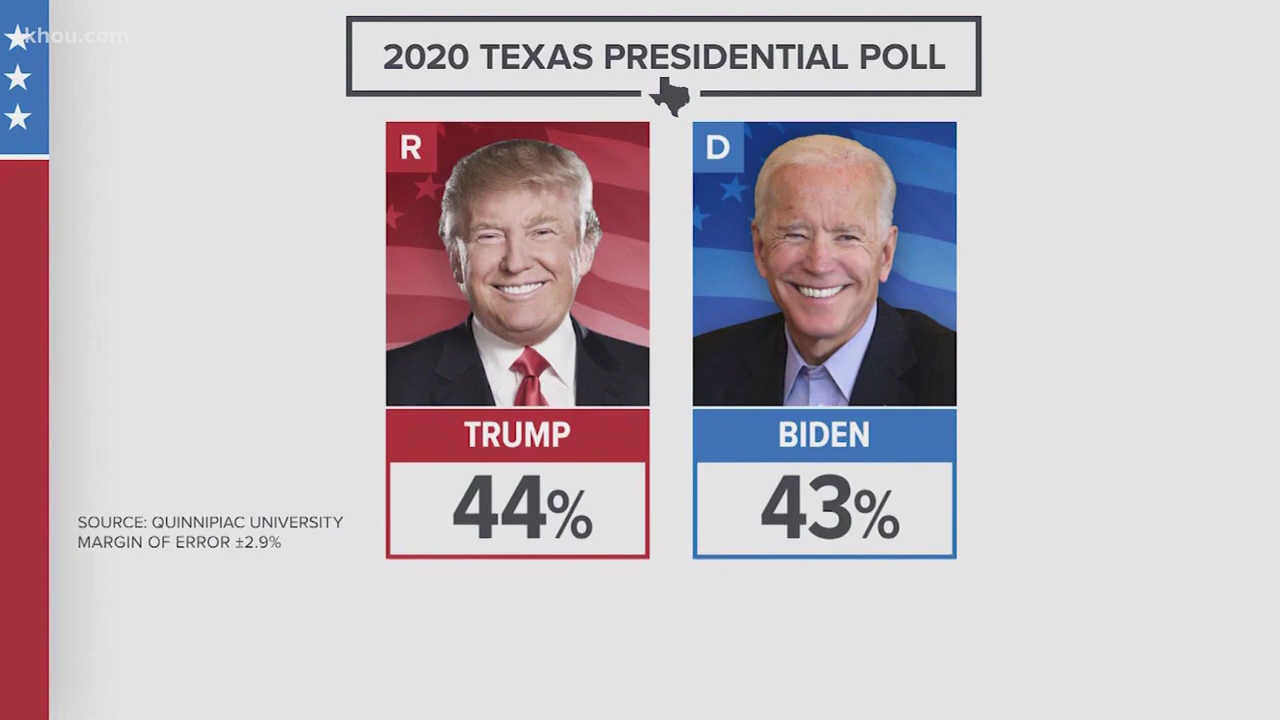 khou.com
2020 TEXAS PRESIDENTIAL POLL
R
D
TRUMP
BIDEN
44%
43%
SOURCE: QUINNIPIAC UNIVERSITY
MARGIN OF ERROR ±2.9%